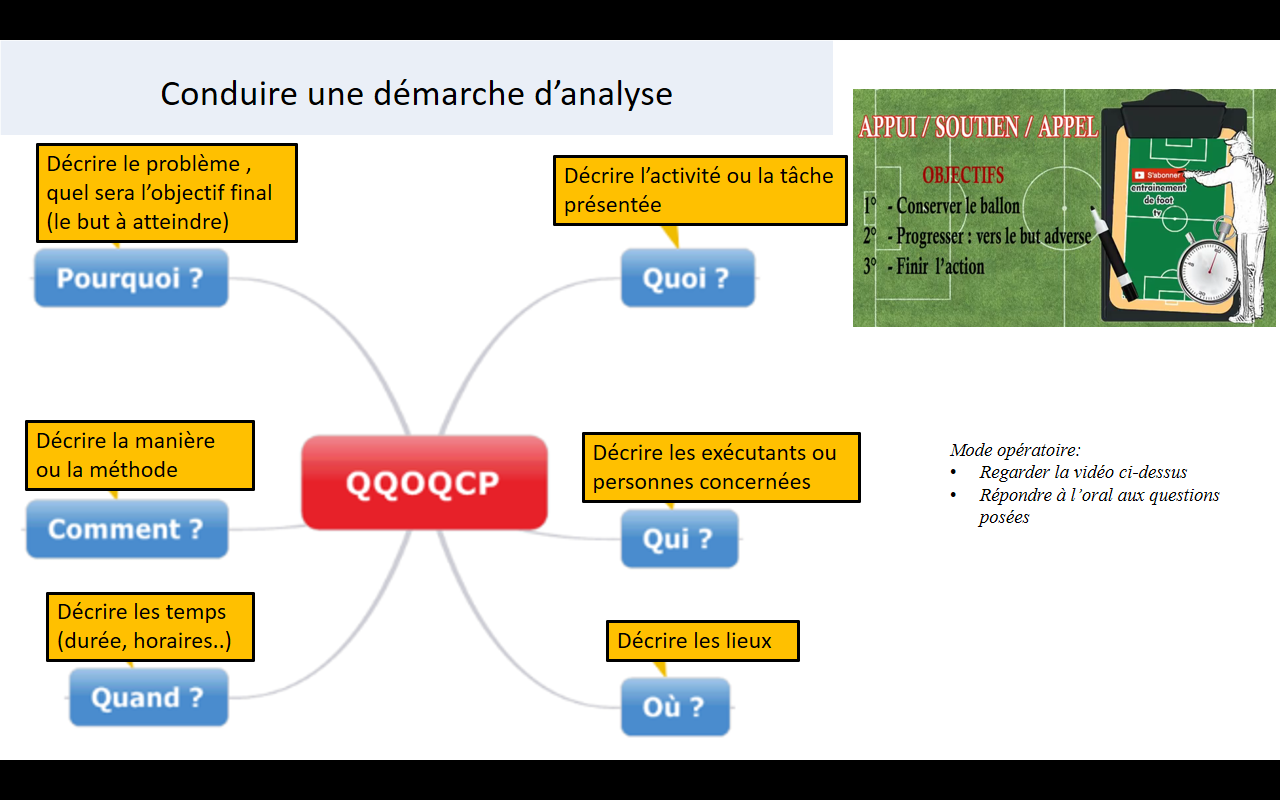 Conduire une démarche d’analyse
Décrire le problème ,
quel sera l’objectif final
(le but à atteindre)
Pourquoi ?
Décrire l’activité ou la tâche
présentée
Quoi ?
APPUI / SOUTIEN / APPEL
OBJECTIFS
1° - Conserver le ballon
2° - Progresser : vers le but adverse
3° - Finir l’action
S'abonner
entrainement
de foot
tv
Décrire la manière
ou la méthode
Comment ?
QQOQCP
Décrire les exécutants ou
personnes concernées
Qui ?
Mode opératoire:
• Regarder la vidéo ci-dessus
• Répondre à l’oral aux questions
posées
Décrire les temps
(durée, horaires..)
Quand ?
Décrire les lieux
Où ?